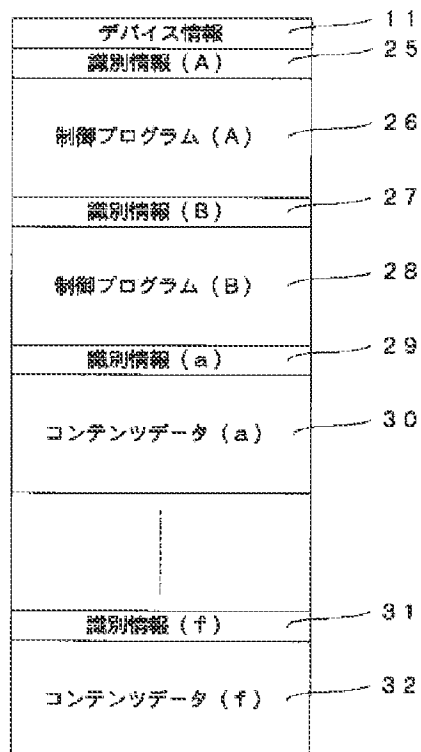 デバイス情報 11
識別情報(A) 25
制御プログラム(A) 26
識別情報(B) 27
制御プログラム(B) 28
識別情報(a) 29
コンテンツデータ(a) 30
識別情報(f) 31
コンテンツデータ(f) 32